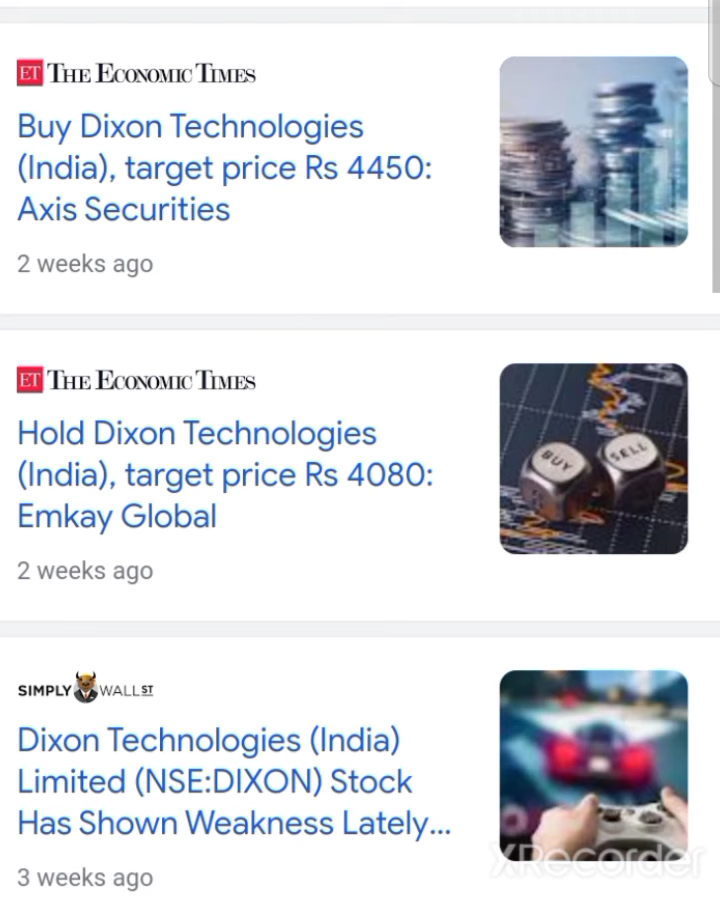 ET THE ECONOMIC TIMES
Buy Dixon Technologies
(India), target price Rs 4450:
Axis Securities
2 weeks ago
ET THE ECONOMIC TIMES
Hold Dixon Technologies
(India), target price Rs 4080:
Emkay Global
2 weeks ago
BUY
SELL
SIMPLY WALL ST
Dixon Technologies (India)
Limited (NSE:DIXON) Stock
Has Shown Weakness Lately...
3 weeks ago
XRecorder